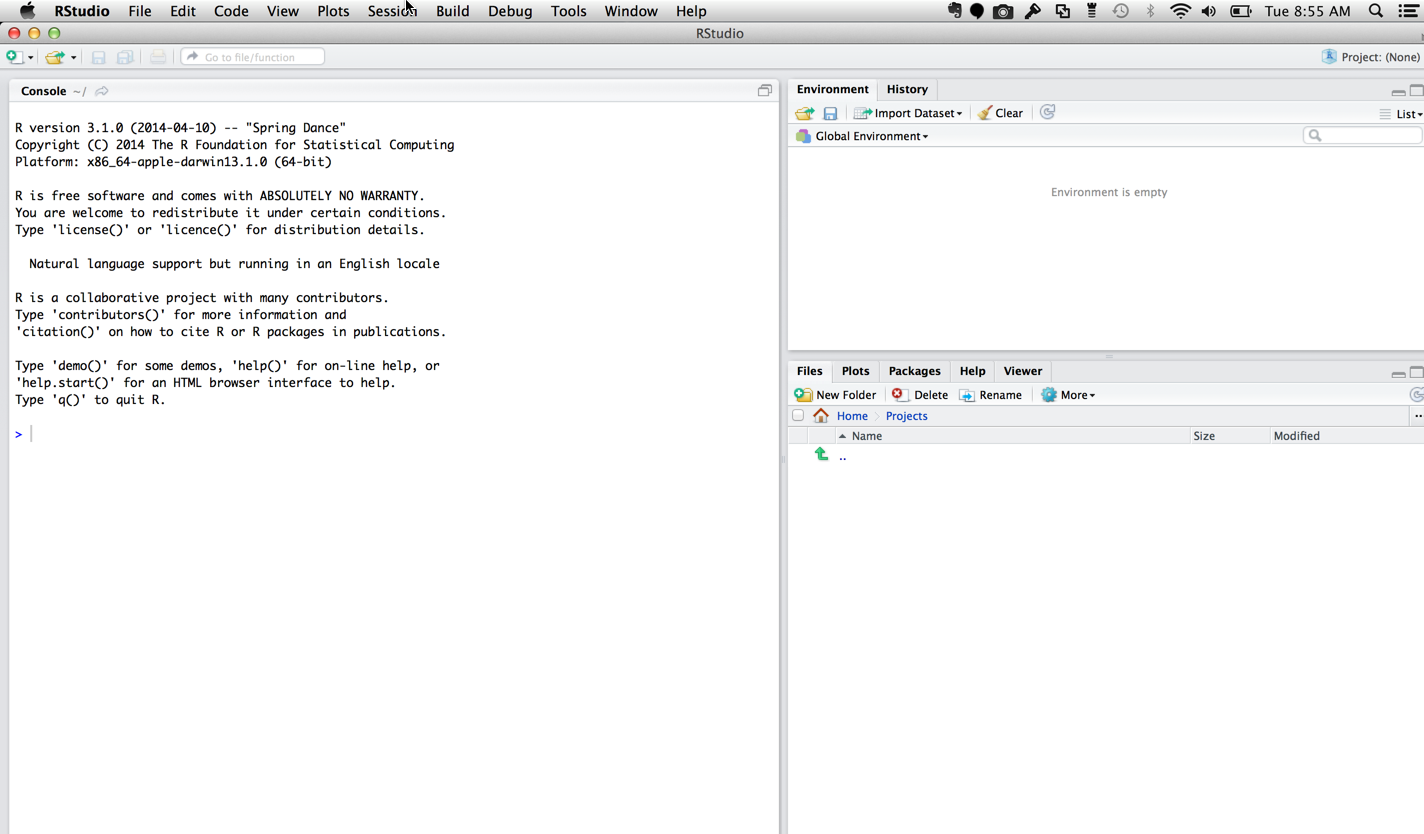 RStudio File Edit Code View Plots Session Build Debug Tools Window Help Tue 8:55 AM
RStudio
Go to file/function Project: (None)
Console ~/
R version 3.1.0 (2014-04-10) -- "Spring Dance"
Copyright (C) 2014 The R Foundation for Statistical Computing
Platform: x86_64-apple-darwin13.1.0 (64-bit)
R is free software and comes with ABSOLUTELY NO WARRANTY.
You are welcome to redistribute it under certain conditions.
Type 'license()' or 'licence()' for distribution details.
Natural language support but running in an English locale
R is a collaborative project with many contributors.
Type 'contributors()' for more information and
'citation()' on how to cite R or R packages in publications.
Type 'demo()' for some demos, 'help()' for on-line help, or
'help.start()' for an HTML browser interface to help.
Type 'q()' to quit R.
>
Environment History
Import Dataset Clear List
Global Environment
Environment is empty
Files Plots Packages Help Viewer
New Folder Delete Rename More
Home Projects
Name Size Modified
..